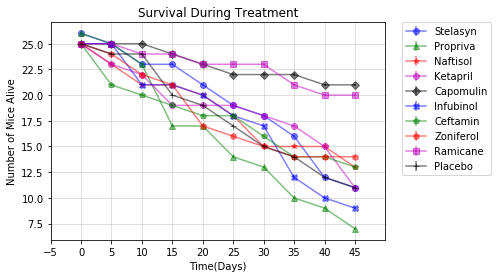 Survival During Treatment
Number of Mice Alive
25.0
22.5
20.0
17.5
15.0
12.5
10.0
7.5
−5 0 5 10 15 20 25 30 35 40 45
Time(Days)
Stelasyn
Propriva
Naftisol
Ketapril
Capomulin
Infubinol
Ceftamin
Zoniferol
Ramicane
Placebo